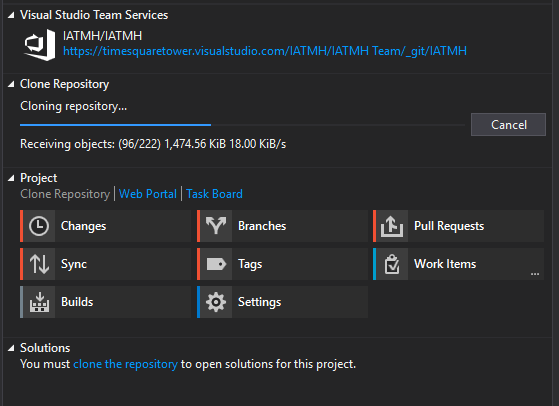 Visual Studio Team Services
IATMH/IATMH
https://timesquaretower.visualstudio.com/IATMH/IATMH Team/_git/IATMH
Clone Repository
Cloning repository...
Cancel
Receiving objects: (96/222) 1,474.56 KiB 18.00 KiB/s
Project
Clone Repository | Web Portal | Task Board
Changes Branches Pull Requests
Sync Tags Work Items ...
Builds Settings
Solutions
You must clone the repository to open solutions for this project.